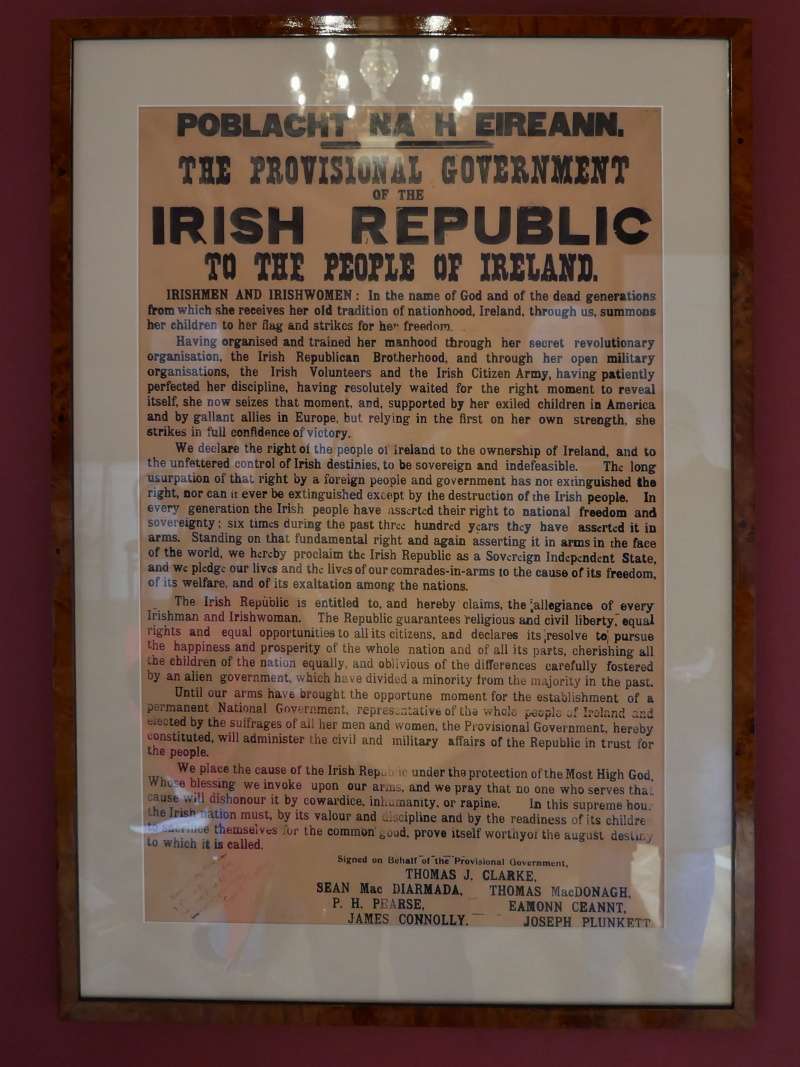 POBLACHT NA H EIREANN.
THE PROVISIONAL GOVERNMENT
OF THE
IRISH REPUBLIC
TO THE PEOPLE OF IRELAND.
IRISHMEN AND IRISHWOMEN: In the name of God and of the dead generations
from which she receives her old tradition of nationhood, Ireland, through us, summons
her children to her flag and strikes for her freedom.
Having organised and trained her manhood through her secret revolutionary
organisation, the Irish Republican Brotherhood, and through her open military
organisations, the Irish Volunteers and the Irish Citizen Army, having patiently
perfected her discipline, having resolutely waited for the right moment to reveal
itself, she now seizes that moment, and, supported by her exiled children in America
and by gallant allies in Europe, but relying in the first on her own strength, she
strikes in full confidence of victory.
We declare the right of the people of Ireland to the ownership of Ireland, and to
the unfettered control of Irish destinies, to be sovereign and indefeasible. The long
usurpation of that right by a foreign people and government has not extinguished the
right, nor can it ever be extinguished except by the destruction of the Irish people. In
every generation the Irish people have asserted their right to national freedom and
sovereignty; six times during the past three hundred years they have asserted it in
arms. Standing on that fundamental right and again asserting it in arms in the face
of the world, we hereby proclaim the Irish Republic as a Sovereign Independent State,
and we pledge our lives and the lives of our comrades-in-arms to the cause of its freedom,
of its welfare, and of its exaltation among the nations.
The Irish Republic is entitled to, and hereby claims, the allegiance of every
Irishman and Irishwoman. The Republic guarantees religious and civil liberty, equal
rights and equal opportunities to all its citizens, and declares its resolve to pursue
the happiness and prosperity of the whole nation and of all its parts, cherishing all
the children of the nation equally, and oblivious of the differences carefully fostered
by an alien government, which have divided a minority from the majority in the past.
Until our arms have brought the opportune moment for the establishment of a
permanent National Government, representative of the whole people of Ireland and
elected by the suffrages of all her men and women, the Provisional Government, hereby
constituted, will administer the civil and military affairs of the Republic in trust for
the people.
We place the cause of the Irish Republic under the protection of the Most High God,
Whose blessing we invoke upon our arms, and we pray that no one who serves that
cause will dishonour it by cowardice, inhumanity, or rapine. In this supreme hour
the Irish nation must, by its valour and discipline and by the readiness of its children
to sacrifice themselves for the common good, prove itself worthy of the august destiny
to which it is called.
Signed on Behalf of the Provisional Government,
THOMAS J. CLARKE,
SEAN Mac DIARMADA, THOMAS MacDONAGH,
P. H. PEARSE, EAMONN CEANNT,
JAMES CONNOLLY. JOSEPH PLUNKETT